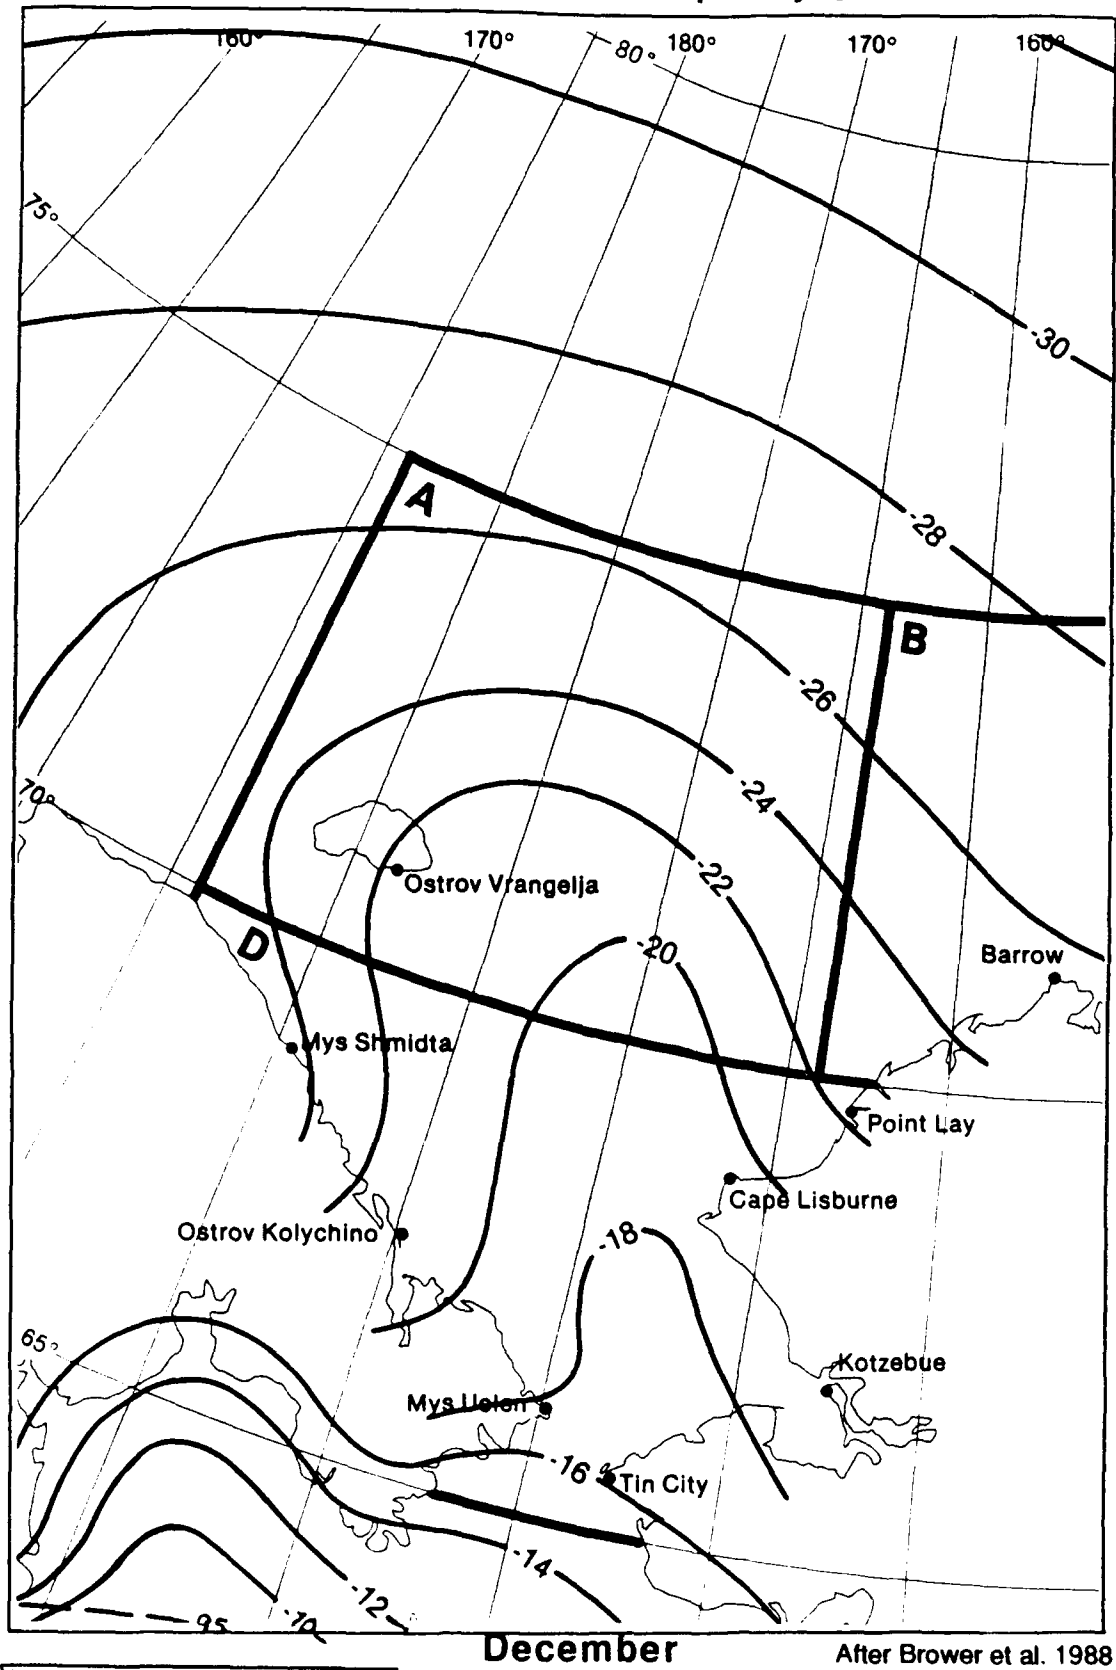 160° 170° 180° 170° 160°
80°
75°
-30
A
-28
B
-26
70°
-24
-22
Ostrov Vrangelja
D
-20
Barrow
Mys Shmidta
Point Lay
Cape Lisburne
Ostrov Kolychino
-18
65°
Kotzebue
Mys Uelen
-16
Tin City
-14
-12
-10
95
December
After Brower et al. 1988